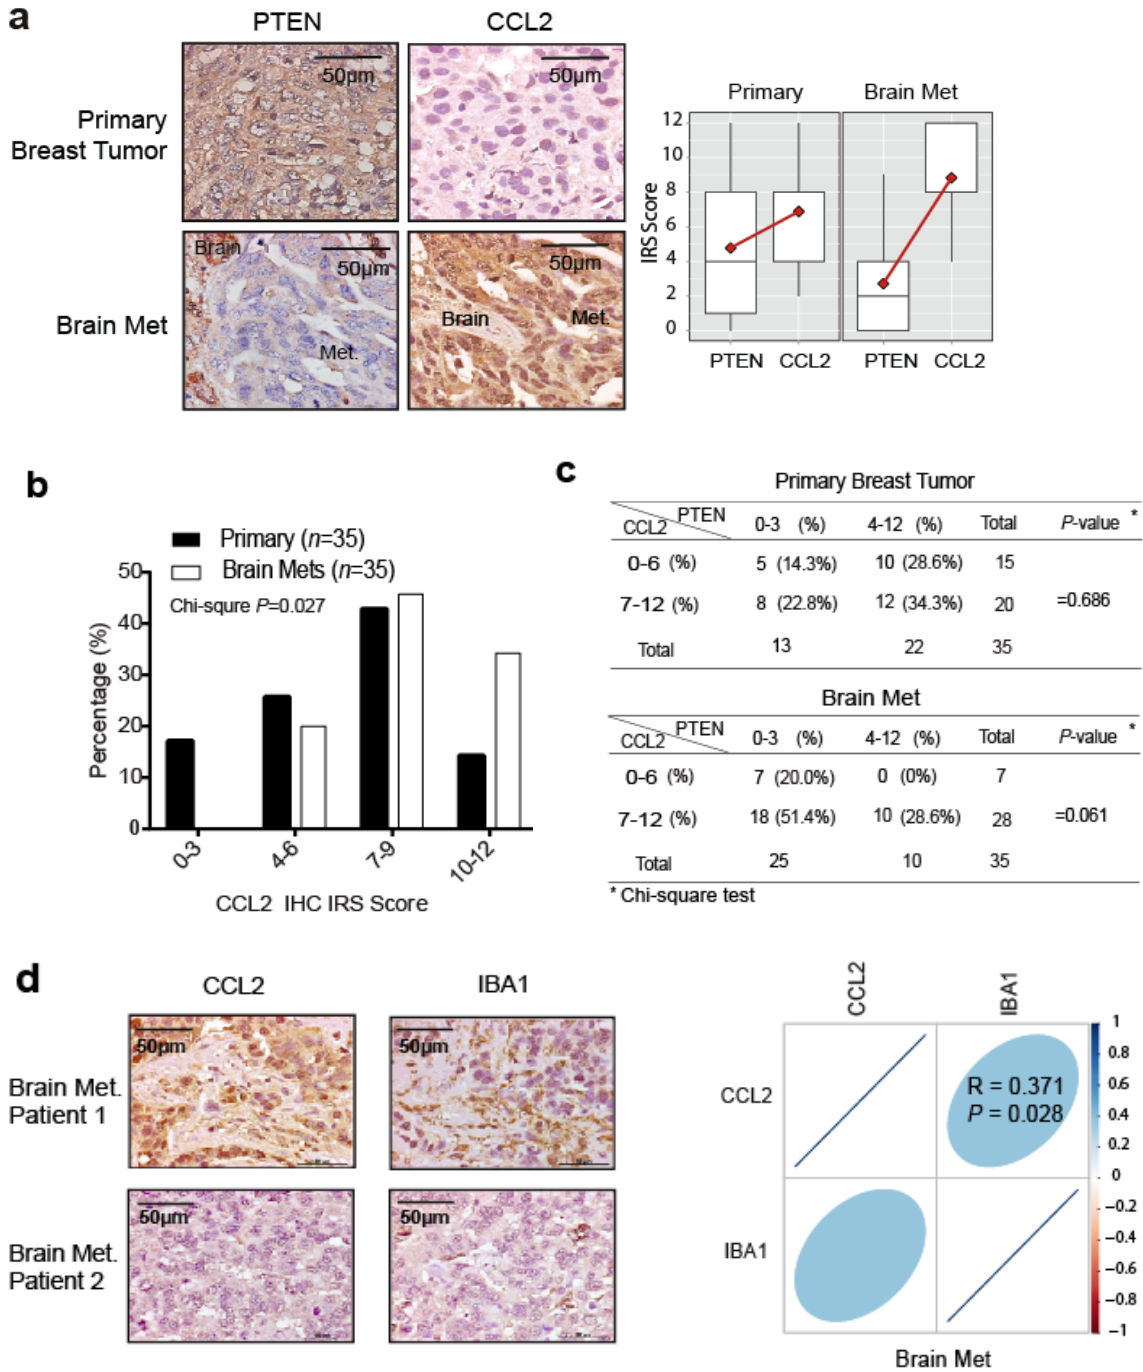 a
PTEN
CCL2
Primary
Breast Tumor
50µm
50µm
Brain Met
Brain
50µm
Met.
50µm
Brain
Met.
Primary
Brain Met
IRS Score
12
10
8
6
4
2
0
PTEN
CCL2
PTEN
CCL2
b
Primary (n=35)
Brain Mets (n=35)
Chi-squre P=0.027
Percentage (%)
50
40
30
20
10
0
0-3
4-6
7-9
10-12
CCL2 IHC IRS Score
c
Primary Breast Tumor
CCL2 PTEN 0-3 (%) 4-12 (%) Total P-value *
0-6 (%) 5 (14.3%) 10 (28.6%) 15
7-12 (%) 8 (22.8%) 12 (34.3%) 20 =0.686
Total 13 22 35
Brain Met
CCL2 PTEN 0-3 (%) 4-12 (%) Total P-value *
0-6 (%) 7 (20.0%) 0 (0%) 7
7-12 (%) 18 (51.4%) 10 (28.6%) 28 =0.061
Total 25 10 35
* Chi-square test
d
CCL2
IBA1
Brain Met.
Patient 1
50µm
50µm
Brain Met.
Patient 2
50µm
50µm
CCL2
IBA1
CCL2
R = 0.371
P = 0.028
IBA1
1
0.8
0.6
0.4
0.2
0
−0.2
−0.4
−0.6
−0.8
−1
Brain Met